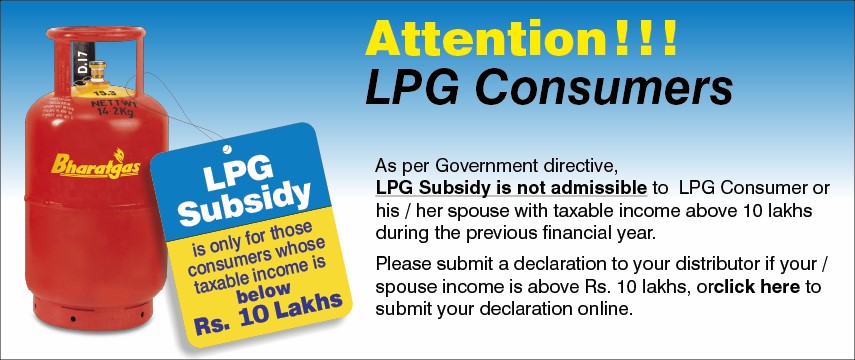 Attention!!!
LPG Consumers
D.17
15.3
NETT WT
14·2Kg
Bharatgas
LPG
Subsidy
is only for those
consumers whose
taxable income is
below
Rs. 10 Lakhs
As per Government directive,
LPG Subsidy is not admissible to LPG Consumer or
his / her spouse with taxable income above 10 lakhs
during the previous financial year.
Please submit a declaration to your distributor if your /
spouse income is above Rs. 10 lakhs, orclick here to
submit your declaration online.